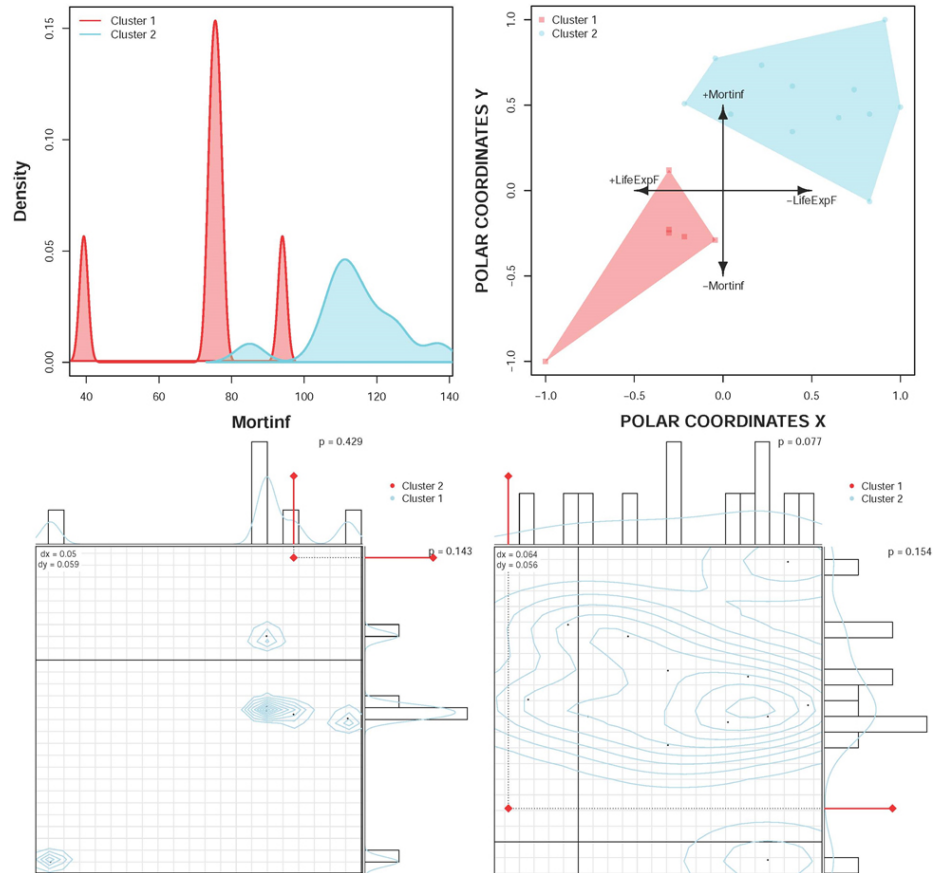 Cluster 1
Cluster 2
0.15
0.10
0.05
0.00
Density
40
60
80
100
120
140
Mortinf
Cluster 1
Cluster 2
1.0
0.5
0.0
−0.5
−1.0
POLAR COORDINATES Y
+Mortinf
+LifeExpF
−LifeExpF
−Mortinf
−1.0
−0.5
0.0
0.5
1.0
POLAR COORDINATES X
p = 0.429
Cluster 2
Cluster 1
dx = 0.05
dy = 0.059
p = 0.143
p = 0.077
Cluster 1
Cluster 2
dx = 0.064
dy = 0.056
p = 0.154